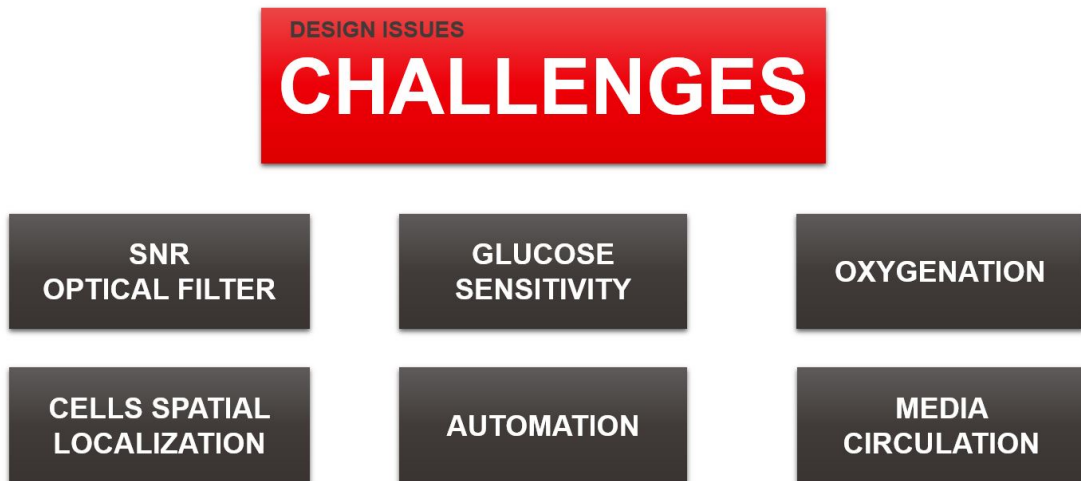 DESIGN ISSUES
CHALLENGES
SNR
OPTICAL FILTER
GLUCOSE
SENSITIVITY
OXYGENATION
CELLS SPATIAL
LOCALIZATION
AUTOMATION
MEDIA
CIRCULATION